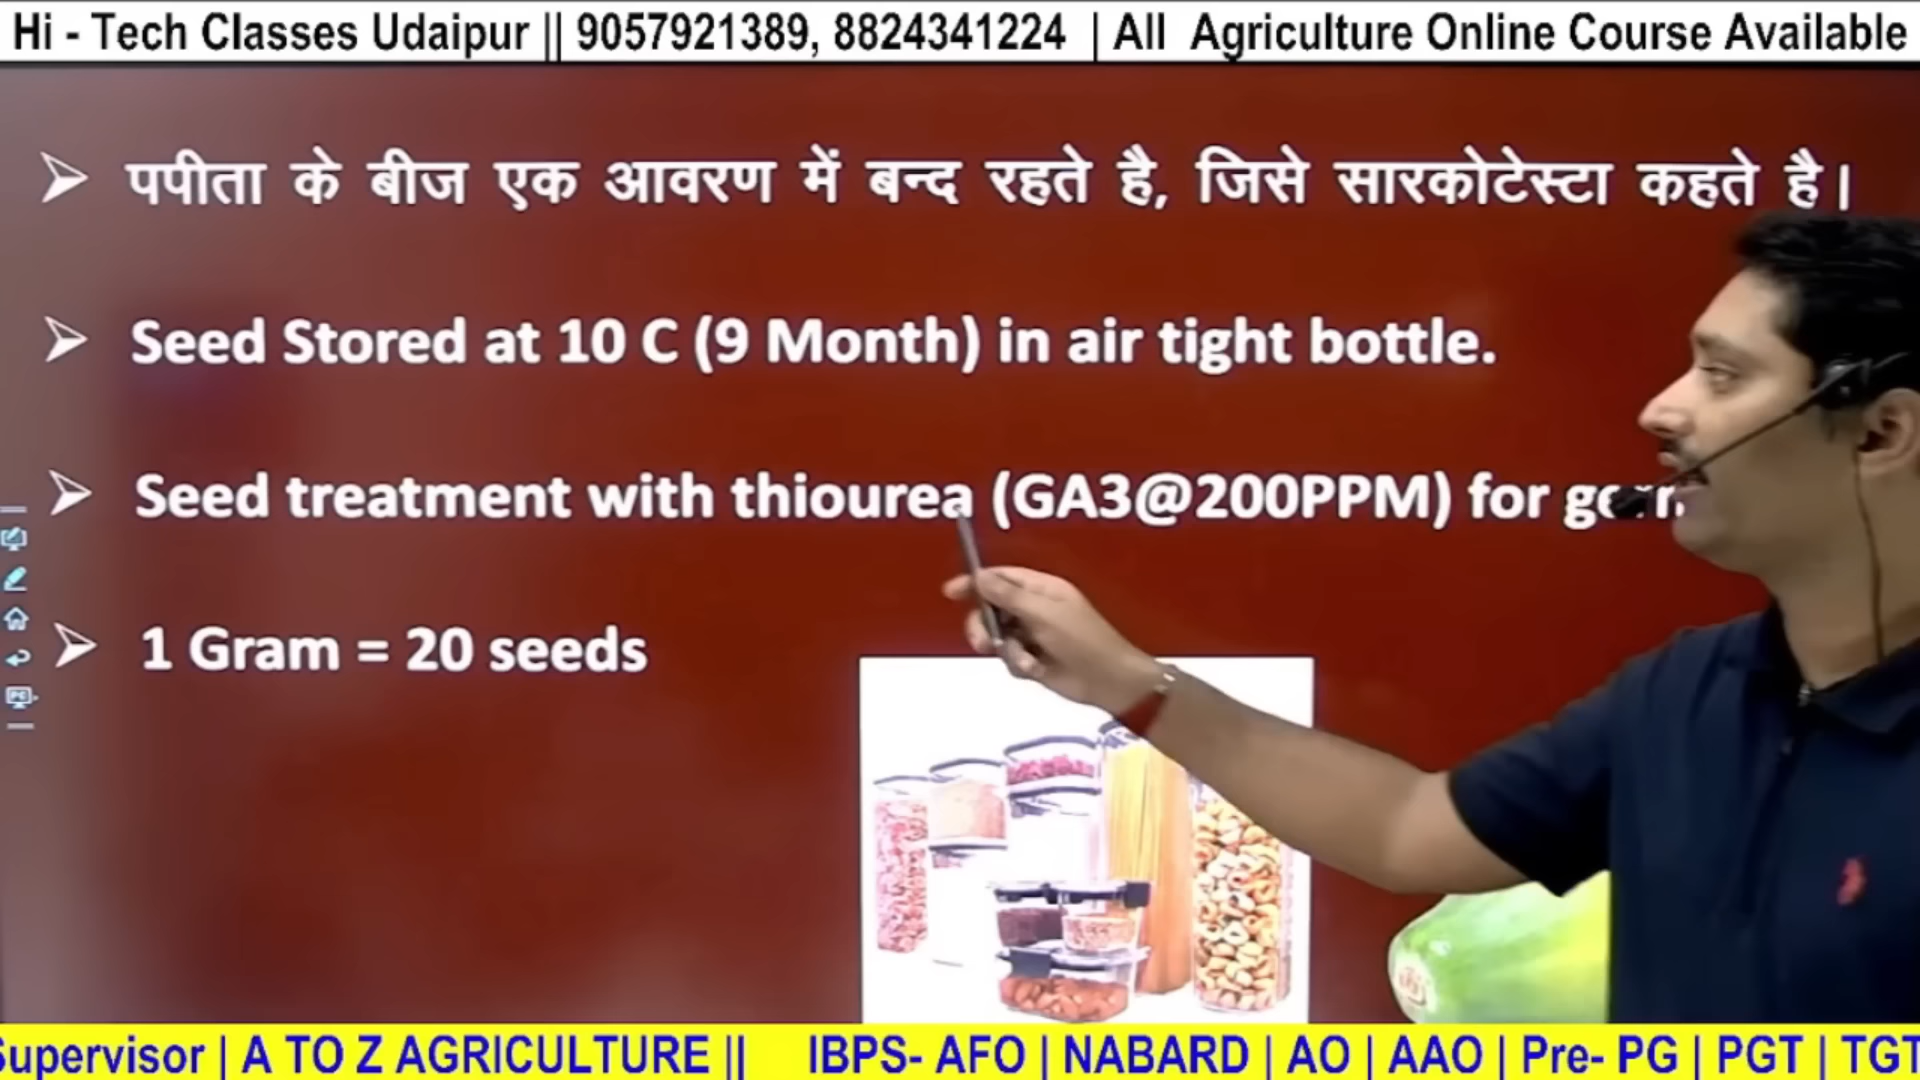 Hi - Tech Classes Udaipur || 9057921389, 8824341224 | All Agriculture Online Course Available
पपीता के बीज एक आवरण में बन्द रहते है, जिसे सारकोटेस्टा कहते है।
Seed Stored at 10 C (9 Month) in air tight bottle.
Seed treatment with thiourea (GA3@200PPM) for
1 Gram = 20 seeds
Supervisor | A TO Z AGRICULTURE || IBPS- AFO | NABARD | AO | AAO | Pre- PG | PGT | TGT